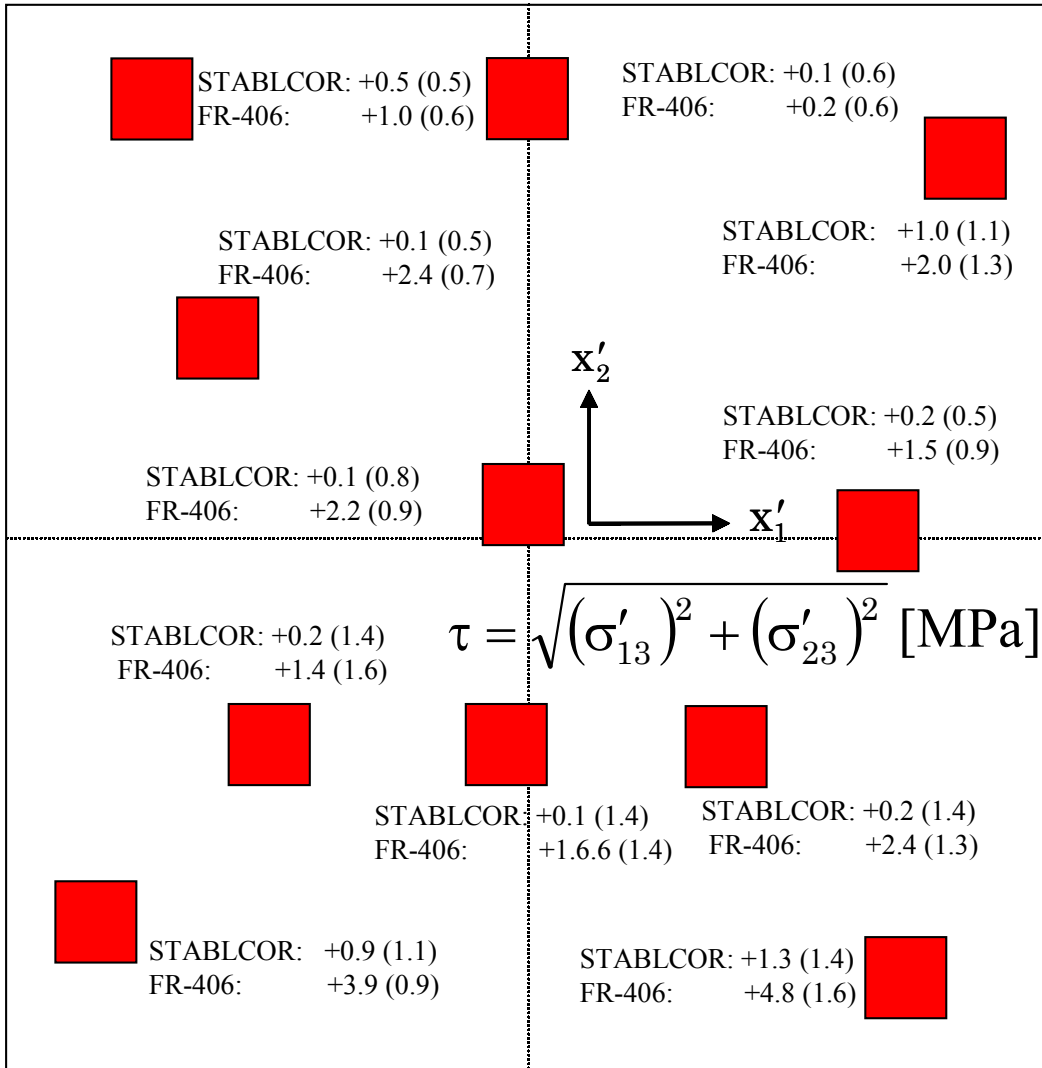 STABLCOR: +0.5 (0.5)
FR-406: +1.0 (0.6)
STABLCOR: +0.1 (0.6)
FR-406: +0.2 (0.6)
STABLCOR: +1.0 (1.1)
FR-406: +2.0 (1.3)
STABLCOR: +0.1 (0.5)
FR-406: +2.4 (0.7)
x′₂
STABLCOR: +0.2 (0.5)
FR-406: +1.5 (0.9)
STABLCOR: +0.1 (0.8)
FR-406: +2.2 (0.9)
x′₁
τ = √((σ′₁₃)² + (σ′₂₃)²) [MPa]
STABLCOR: +0.2 (1.4)
FR-406: +1.4 (1.6)
STABLCOR: +0.1 (1.4)
FR-406: +1.6.6 (1.4)
STABLCOR: +0.2 (1.4)
FR-406: +2.4 (1.3)
STABLCOR: +0.9 (1.1)
FR-406: +3.9 (0.9)
STABLCOR: +1.3 (1.4)
FR-406: +4.8 (1.6)